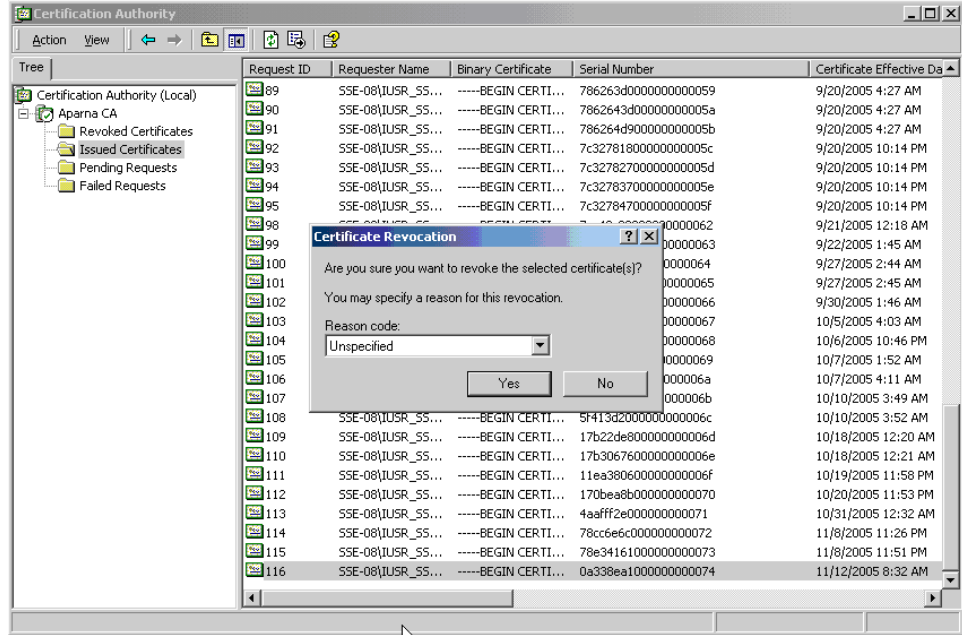 Certification Authority
Action View
Tree
Certification Authority (Local)
Aparna CA
Revoked Certificates
Issued Certificates
Pending Requests
Failed Requests
Request ID Requester Name Binary Certificate Serial Number Certificate Effective Da
89 SSE-08\IUSR_SS... -----BEGIN CERTI... 786263d0000000000059 9/20/2005 4:27 AM
90 SSE-08\IUSR_SS... -----BEGIN CERTI... 7862643d00000000005a 9/20/2005 4:27 AM
91 SSE-08\IUSR_SS... -----BEGIN CERTI... 786264d900000000005b 9/20/2005 4:27 AM
92 SSE-08\IUSR_SS... -----BEGIN CERTI... 7c32781800000000005c 9/20/2005 10:14 PM
93 SSE-08\IUSR_SS... -----BEGIN CERTI... 7c32782700000000005d 9/20/2005 10:14 PM
94 SSE-08\IUSR_SS... -----BEGIN CERTI... 7c32783700000000005e 9/20/2005 10:14 PM
95 SSE-08\IUSR_SS... -----BEGIN CERTI... 7c32784700000000005f 9/20/2005 10:14 PM
98 9/21/2005 12:18 AM
99 9/22/2005 1:45 AM
100 9/27/2005 2:44 AM
101 9/27/2005 2:45 AM
102 9/30/2005 1:46 AM
103 10/5/2005 4:03 AM
104 10/6/2005 10:46 PM
105 10/7/2005 1:52 AM
106 10/7/2005 4:11 AM
107 10/10/2005 3:49 AM
108 SSE-08\IUSR_SS... -----BEGIN CERTI... 5f413d2000000000006c 10/10/2005 3:52 AM
109 SSE-08\IUSR_SS... -----BEGIN CERTI... 17b22de800000000006d 10/18/2005 12:20 AM
110 SSE-08\IUSR_SS... -----BEGIN CERTI... 17b3067600000000006e 10/18/2005 12:21 AM
111 SSE-08\IUSR_SS... -----BEGIN CERTI... 11ea380600000000006f 10/19/2005 11:58 PM
112 SSE-08\IUSR_SS... -----BEGIN CERTI... 170bea8b000000000070 10/20/2005 11:53 PM
113 SSE-08\IUSR_SS... -----BEGIN CERTI... 4aafff2e000000000071 10/31/2005 12:32 AM
114 SSE-08\IUSR_SS... -----BEGIN CERTI... 78cc6e6c000000000072 11/8/2005 11:26 PM
115 SSE-08\IUSR_SS... -----BEGIN CERTI... 78e34161000000000073 11/8/2005 11:51 PM
116 SSE-08\IUSR_SS... -----BEGIN CERTI... 0a338ea1000000000074 11/12/2005 8:32 AM
Certificate Revocation
Are you sure you want to revoke the selected certificate(s)?
You may specify a reason for this revocation.
Reason code:
Unspecified
Yes No